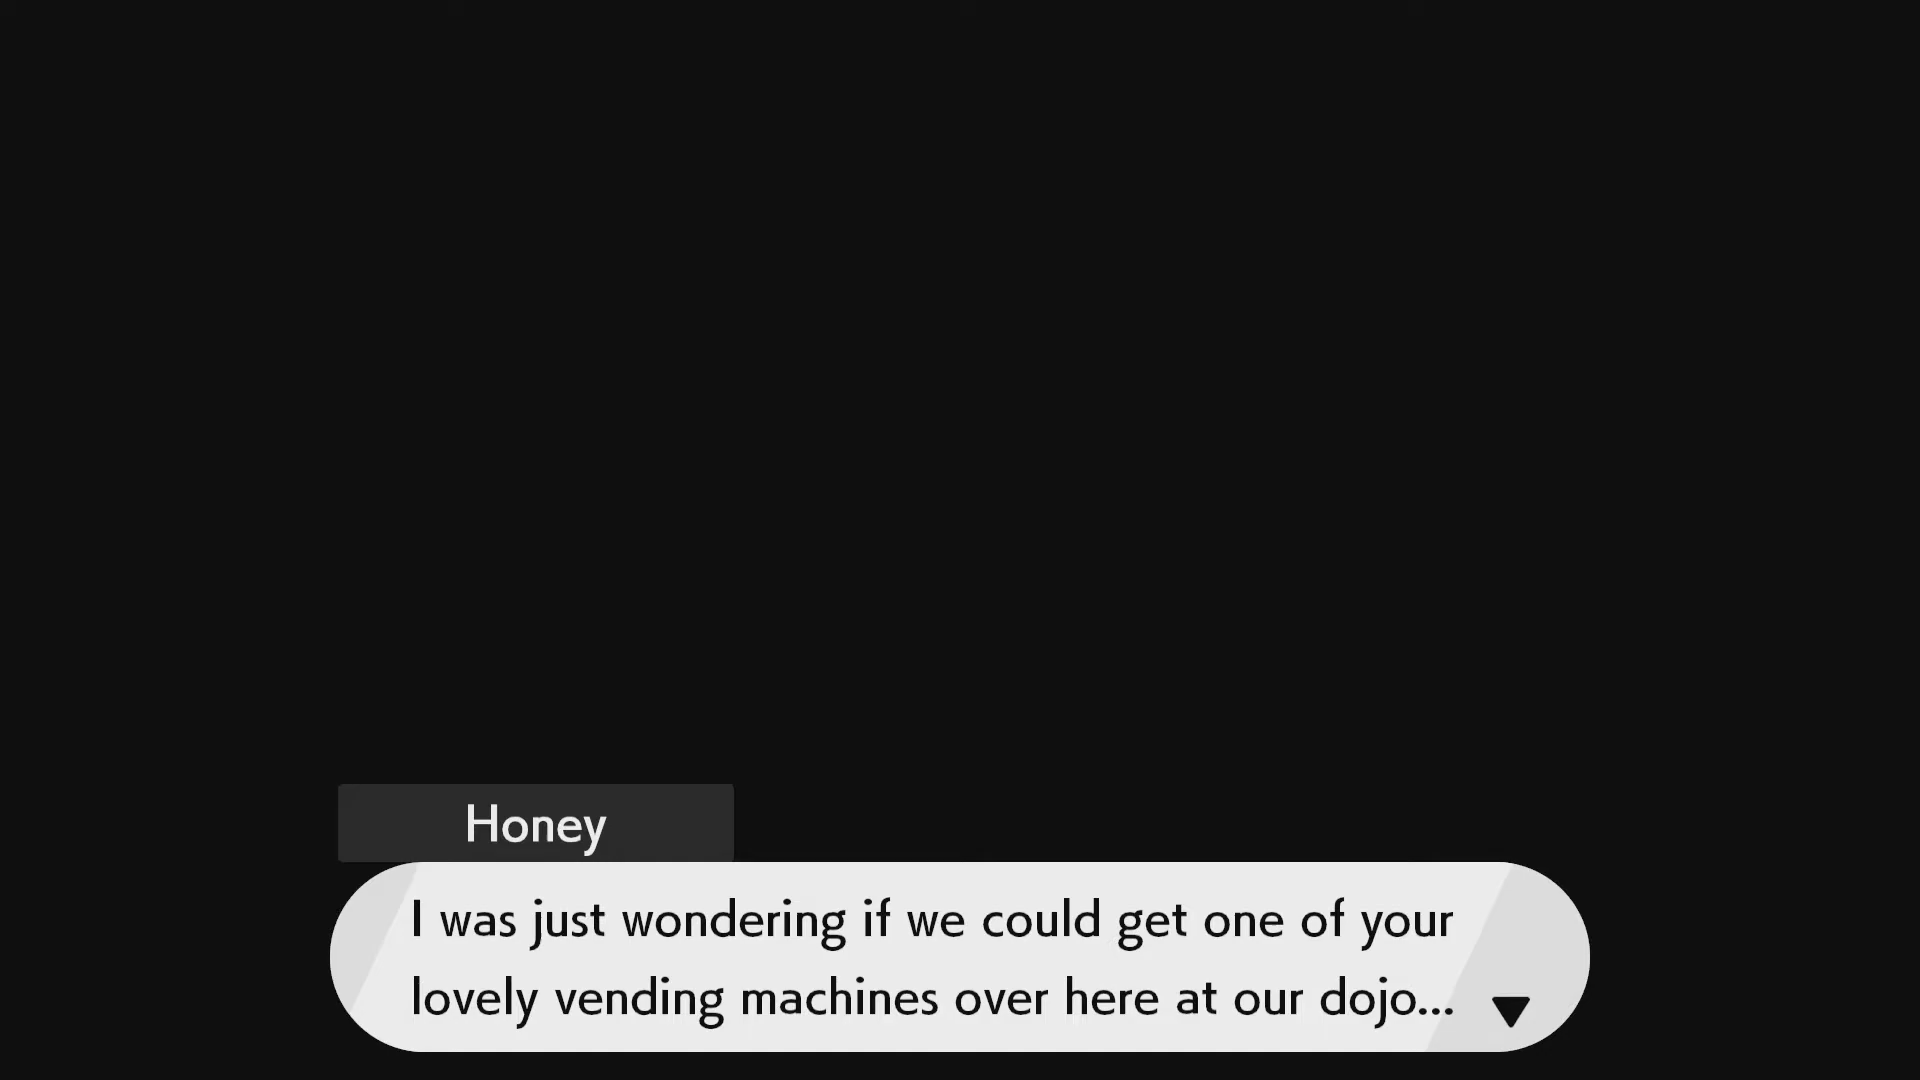 Honey
I was just wondering if we could get one of your
lovely vending machines over here at our dojo...